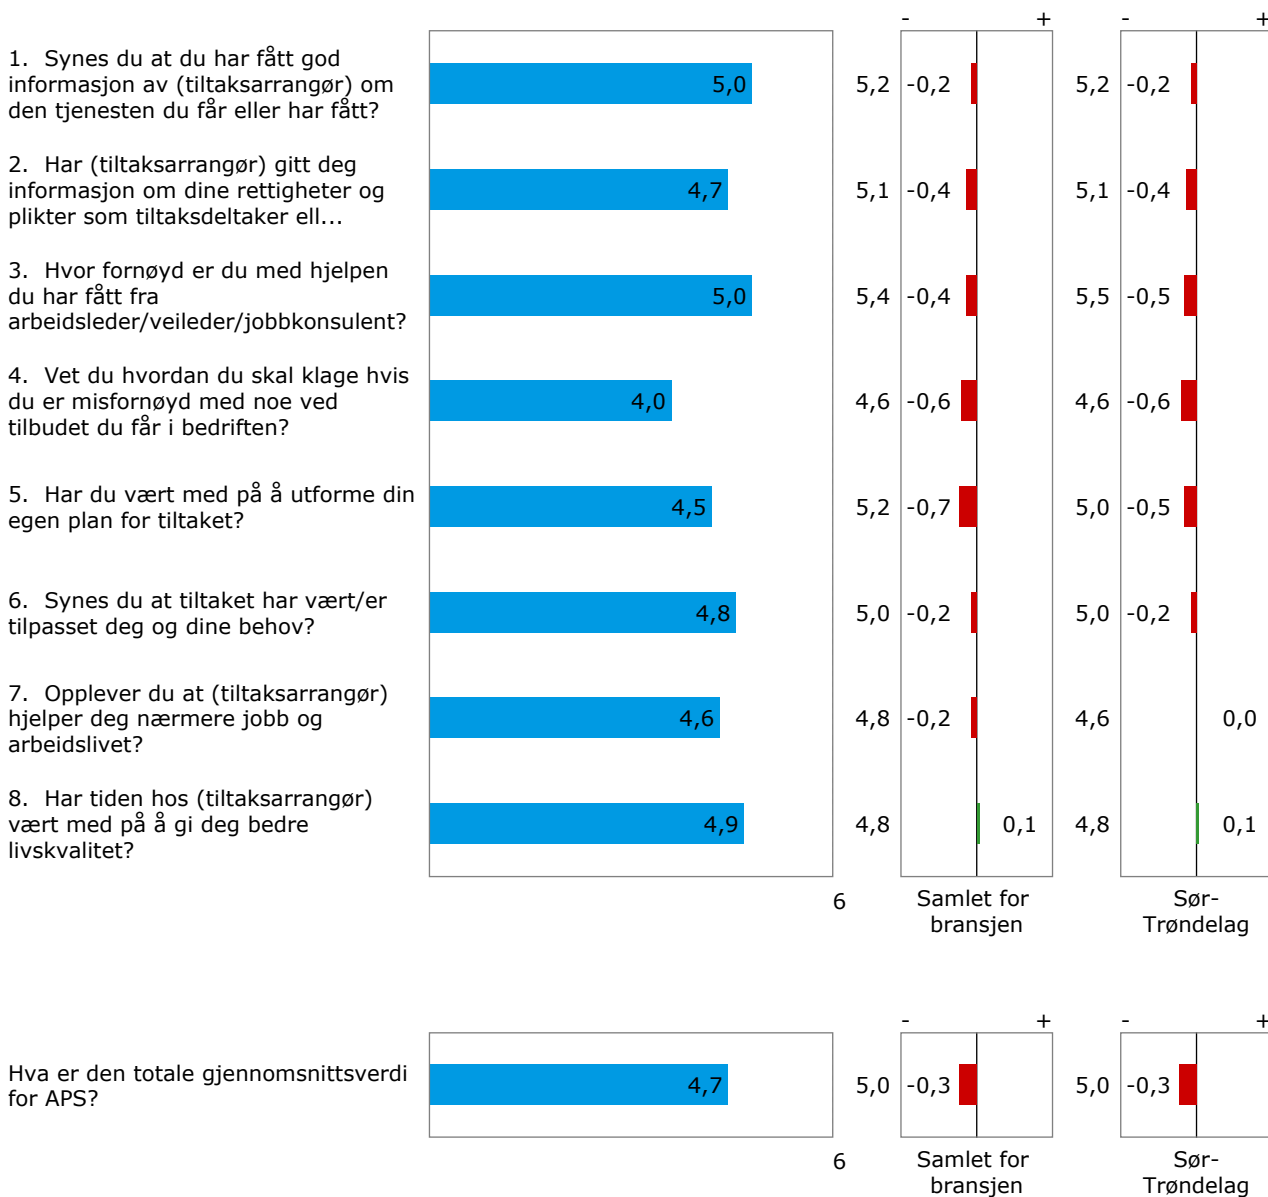 - + - +
1. Synes du at du har fått god
informasjon av (tiltaksarrangør) om
den tjenesten du får eller har fått?
5,0 5,2 -0,2 5,2 -0,2
2. Har (tiltaksarrangør) gitt deg
informasjon om dine rettigheter og
plikter som tiltaksdeltaker ell...
4,7 5,1 -0,4 5,1 -0,4
3. Hvor fornøyd er du med hjelpen
du har fått fra
arbeidsleder/veileder/jobbkonsulent?
5,0 5,4 -0,4 5,5 -0,5
4. Vet du hvordan du skal klage hvis
du er misfornøyd med noe ved
tilbudet du får i bedriften?
4,0 4,6 -0,6 4,6 -0,6
5. Har du vært med på å utforme din
egen plan for tiltaket?
4,5 5,2 -0,7 5,0 -0,5
6. Synes du at tiltaket har vært/er
tilpasset deg og dine behov?
4,8 5,0 -0,2 5,0 -0,2
7. Opplever du at (tiltaksarrangør)
hjelper deg nærmere jobb og
arbeidslivet?
4,6 4,8 -0,2 4,6 0,0
8. Har tiden hos (tiltaksarrangør)
vært med på å gi deg bedre
livskvalitet?
4,9 4,8 0,1 4,8 0,1
6
Samlet for
bransjen
Sør-
Trøndelag
- + - +
Hva er den totale gjennomsnittsverdi
for APS?
4,7 5,0 -0,3 5,0 -0,3
6
Samlet for
bransjen
Sør-
Trøndelag